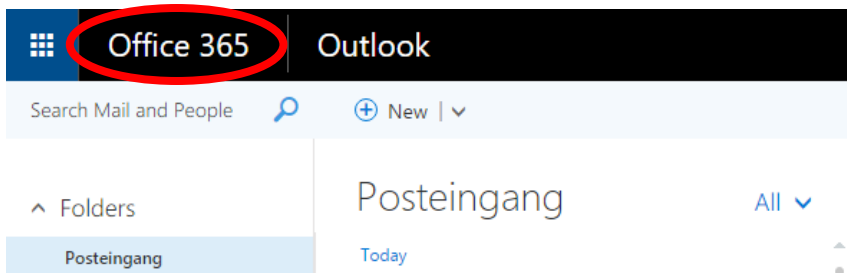 Office 365 Outlook
Search Mail and People New
Folders
Posteingang All
Posteingang
Today